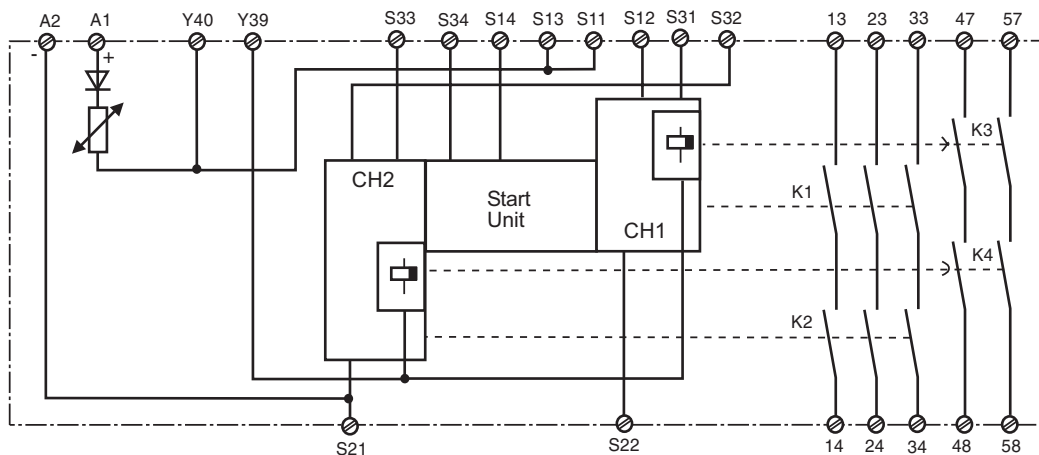 A2 A1 Y40 Y39 S33 S34 S14 S13 S11 S12 S31 S32 13 23 33 47 57
- +
K3
CH2
Start
Unit
K1
CH1
K4
K2
S21 S22 14 24 34 48 58